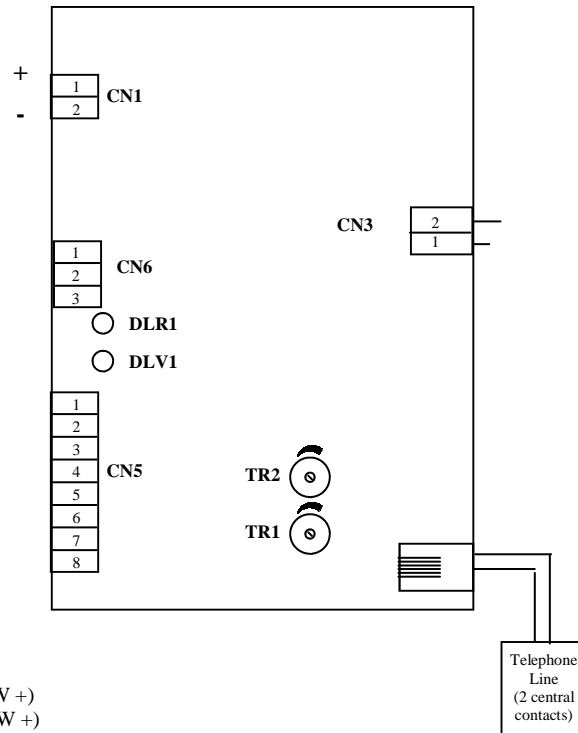 +
-
1
2
CN1
CN3
2
1
1
2
3
CN6
DLR1
DLV1
1
2
3
4
5
6
7
8
CN5
TR2
TR1
Telephone
Line
(2 central
contacts)
+)
W +)